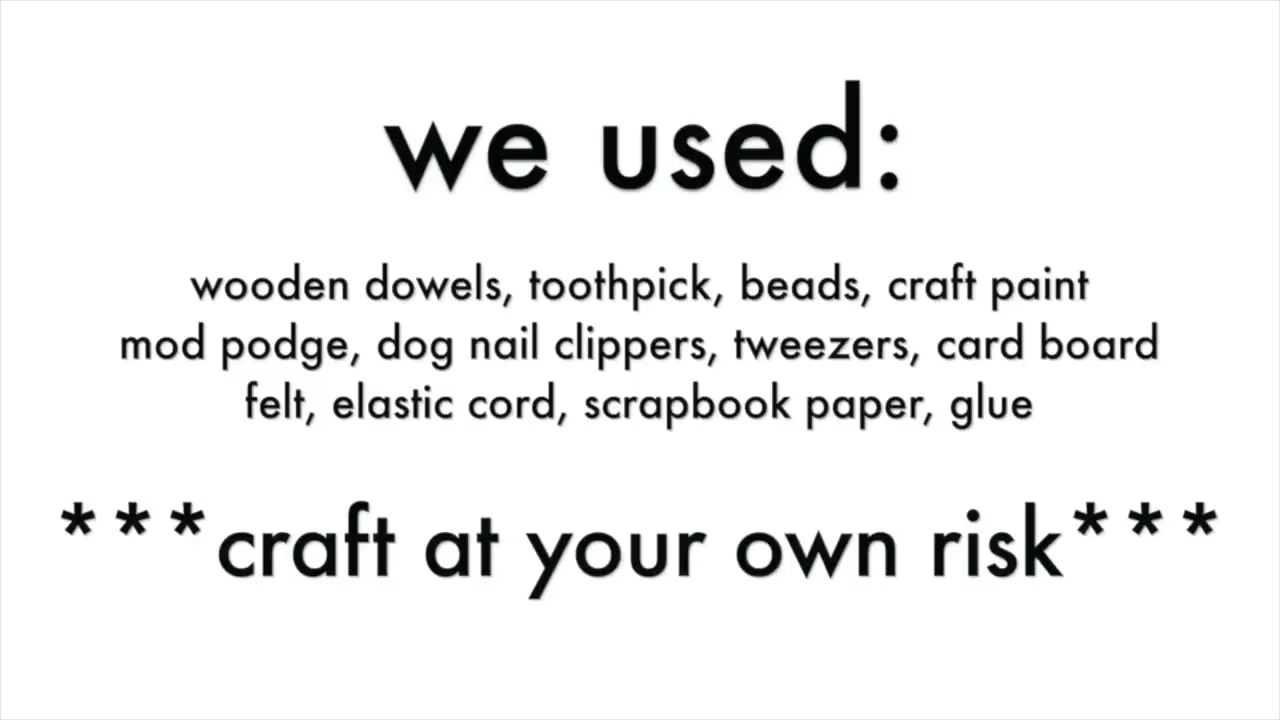 we used:
wooden dowels, toothpick, beads, craft paint
mod podge, dog nail clippers, tweezers, card board
felt, elastic cord, scrapbook paper, glue
***craft at your own risk***